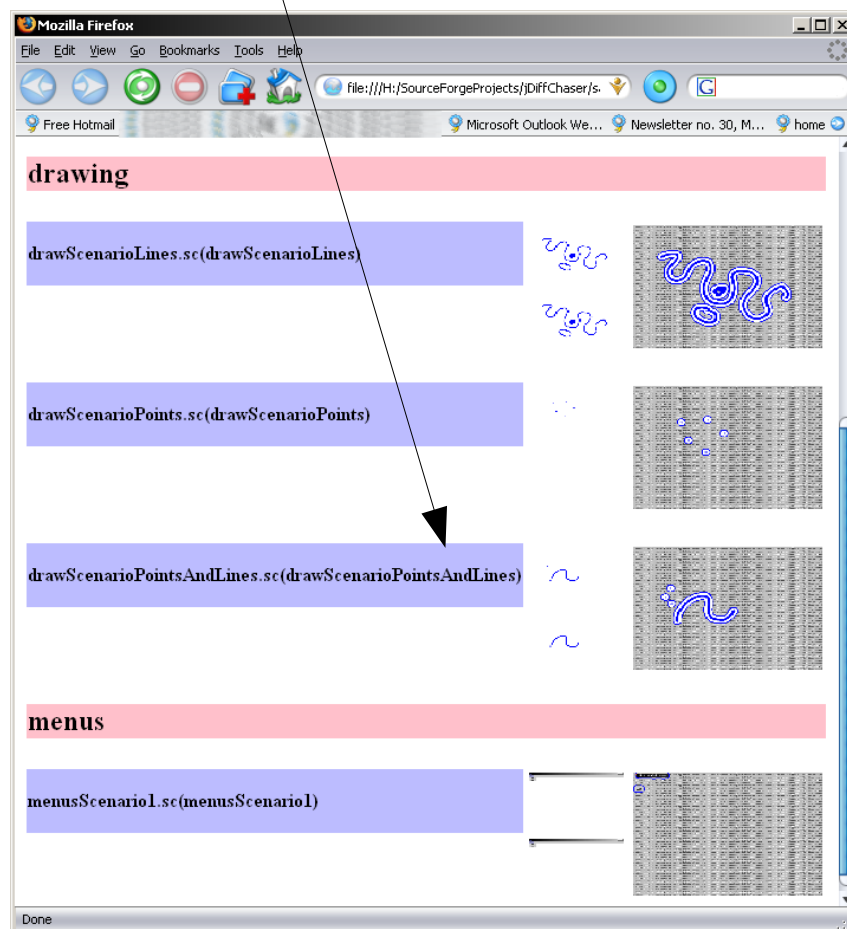 Mozilla Firefox
File Edit View Go Bookmarks Tools Help
file:///H:/SourceForgeProjects/jDiffChaser/s. G
Free Hotmail Microsoft Outlook We... Newsletter no. 30, M... home
drawing
drawScenarioLines.sc(drawScenarioLines)
drawScenarioPoints.sc(drawScenarioPoints)
drawScenarioPointsAndLines.sc(drawScenarioPointsAndLines)
menus
menusScenario1.sc(menusScenario1)
Done